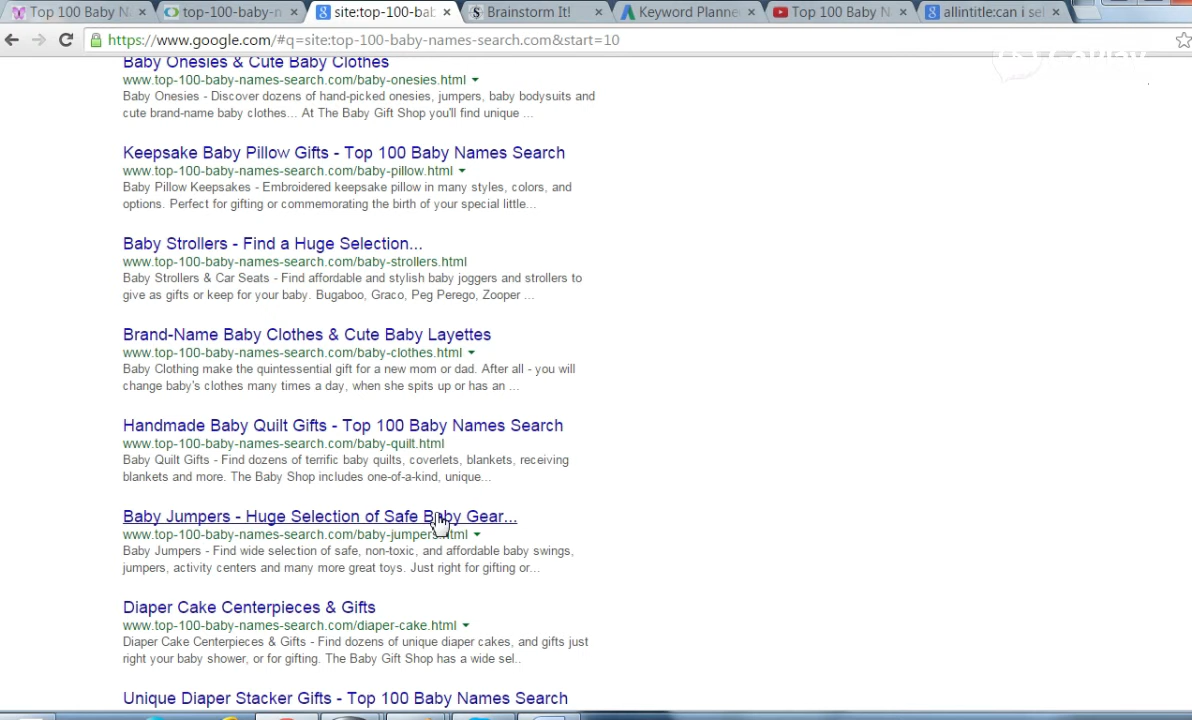 Top 100 Baby N
top-100-baby-n
site:top-100-bab
Brainstorm It!
Keyword Planne
Top 100 Baby N
allintitle:can i sel
https://www.google.com/#q=site:top-100-baby-names-search.com&start=10
Baby Onesies & Cute Baby Clothes
www.top-100-baby-names-search.com/baby-onesies.html
Baby Onesies - Discover dozens of hand-picked onesies, jumpers, baby bodysuits and
cute brand-name baby clothes... At The Baby Gift Shop you'll find unique ...
Keepsake Baby Pillow Gifts - Top 100 Baby Names Search
www.top-100-baby-names-search.com/baby-pillow.html
Baby Pillow Keepsakes - Embroidered keepsake pillow in many styles, colors, and
options. Perfect for gifting or commemorating the birth of your special little...
Baby Strollers - Find a Huge Selection...
www.top-100-baby-names-search.com/baby-strollers.html
Baby Strollers & Car Seats - Find affordable and stylish baby joggers and strollers to
give as gifts or keep for your baby. Bugaboo, Graco, Peg Perego, Zooper ...
Brand-Name Baby Clothes & Cute Baby Layettes
www.top-100-baby-names-search.com/baby-clothes.html
Baby Clothing make the quintessential gift for a new mom or dad. After all - you will
change baby's clothes many times a day, when she spits up or has an ...
Handmade Baby Quilt Gifts - Top 100 Baby Names Search
www.top-100-baby-names-search.com/baby-quilt.html
Baby Quilt Gifts - Find dozens of terrific baby quilts, coverlets, blankets, receiving
blankets and more. The Baby Shop includes one-of-a-kind, unique...
Baby Jumpers - Huge Selection of Safe Baby Gear...
www.top-100-baby-names-search.com/baby-jumpers.html
Baby Jumpers - Find wide selection of safe, non-toxic, and affordable baby swings,
jumpers, activity centers and many more great toys. Just right for gifting or...
Diaper Cake Centerpieces & Gifts
www.top-100-baby-names-search.com/diaper-cake.html
Diaper Cake Centerpieces & Gifts - Find dozens of unique diaper cakes, and gifts just
right your baby shower, or for gifting. The Baby Gift Shop has a wide sel..
Unique Diaper Stacker Gifts - Top 100 Baby Names Search